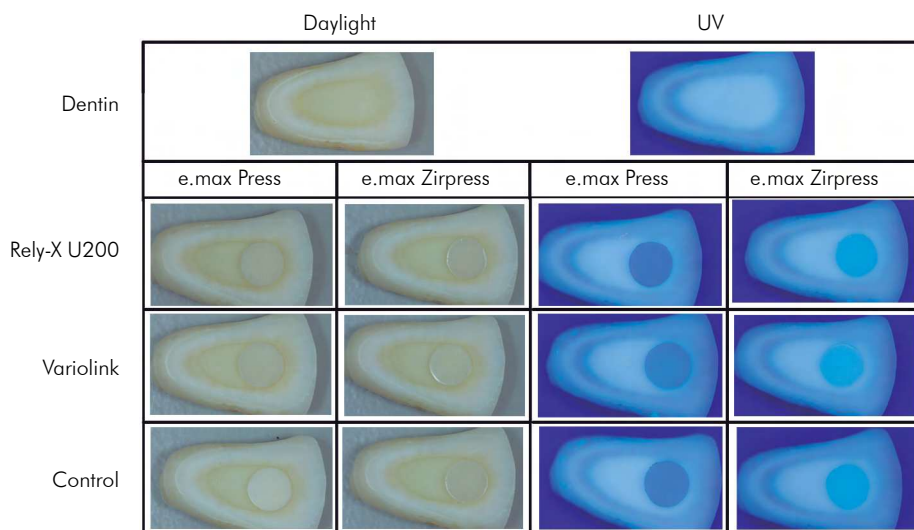 Daylight UV
Dentin
e.max Press e.max Zirpress e.max Press e.max Zirpress
Rely-X U200
Variolink
Control